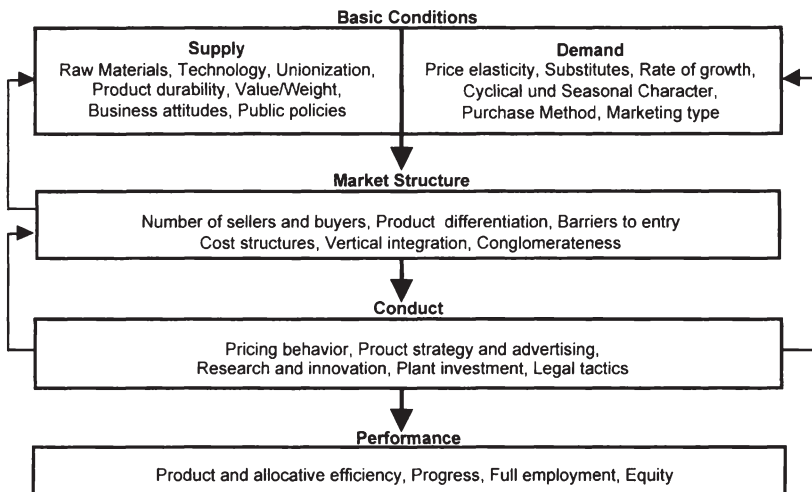 Basic Conditions
Supply
Raw Materials, Technology, Unionization,
Product durability, Value/Weight,
Business attitudes, Public policies
Demand
Price elasticity, Substitutes, Rate of growth,
Cyclical und Seasonal Character,
Purchase Method, Marketing type
Market Structure
Number of sellers and buyers, Product differentiation, Barriers to entry
Cost structures, Vertical integration, Conglomerateness
Conduct
Pricing behavior, Prouct strategy and advertising,
Research and innovation, Plant investment, Legal tactics
Performance
Product and allocative efficiency, Progress, Full employment, Equity